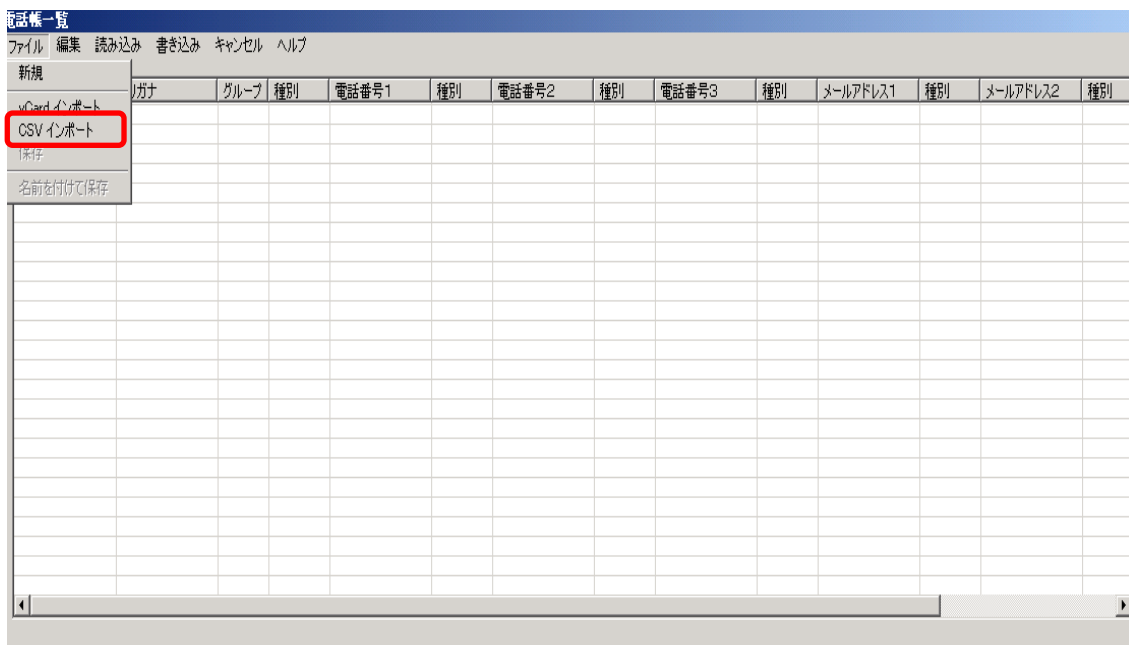 電話帳一覧
ファイル 編集 読み込み 書き込み キャンセル ヘルプ
新規
リガナ グループ 種別 電話番号1 種別 電話番号2 種別 電話番号3 種別 メールアドレス1 種別 メールアドレス2 種別
vCard インポート
CSV インポート
保存
名前を付けて保存